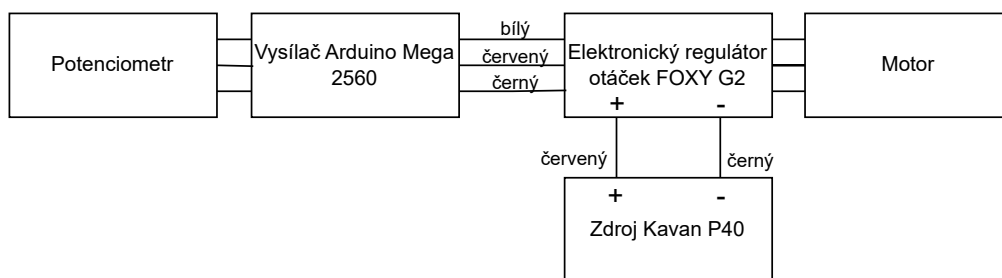 Potenciometr
Vysílač Arduino Mega
2560
bílý
červený
černý
Elektronický regulátor
otáček FOXY G2
+ -
Motor
červený
černý
+ -
Zdroj Kavan P40